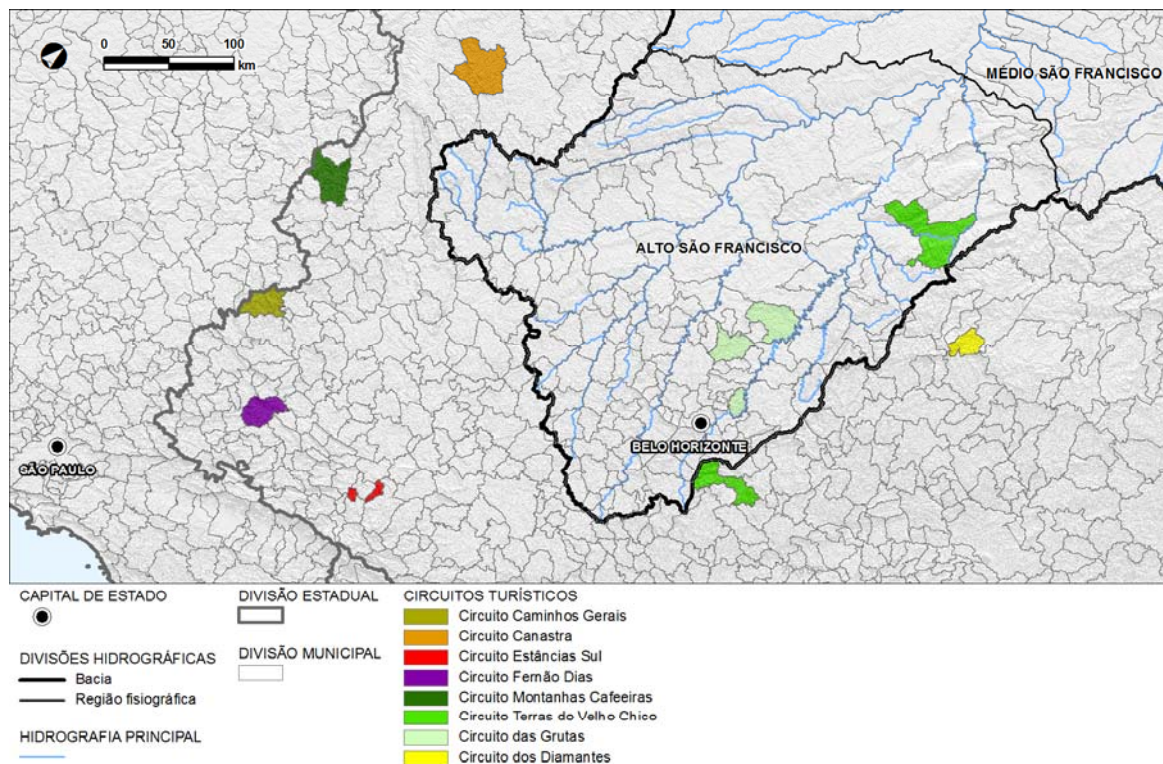 0 50 100
km
MÉDIO SÃO FRANCISCO
ALTO SÃO FRANCISCO
BELO HORIZONTE
SÃO PAULO
CAPITAL DE ESTADO
DIVISÕES HIDROGRÁFICAS
Bacia
Região fisiográfica
HIDROGRAFIA PRINCIPAL
DIVISÃO ESTADUAL
DIVISÃO MUNICIPAL
CIRCUITOS TURÍSTICOS
Circuito Caminhos Gerais
Circuito Canastra
Circuito Estâncias Sul
Circuito Fernão Dias
Circuito Montanhas Cafeeiras
Circuito Terras do Velho Chico
Circuito das Grutas
Circuito dos Diamantes